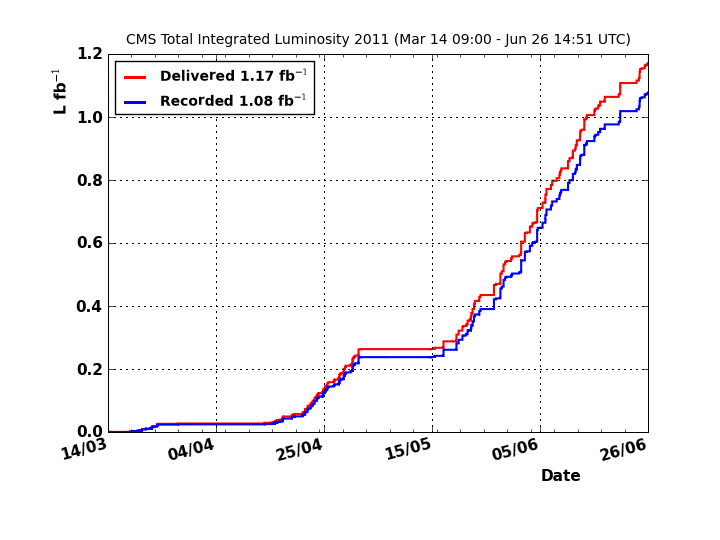 CMS Total Integrated Luminosity 2011 (Mar 14 09:00 - Jun 26 14:51 UTC)
Delivered 1.17 fb⁻¹
Recorded 1.08 fb⁻¹
L fb⁻¹
1.2
1.0
0.8
0.6
0.4
0.2
0.0
14/03 04/04 25/04 15/05 05/06 26/06
Date